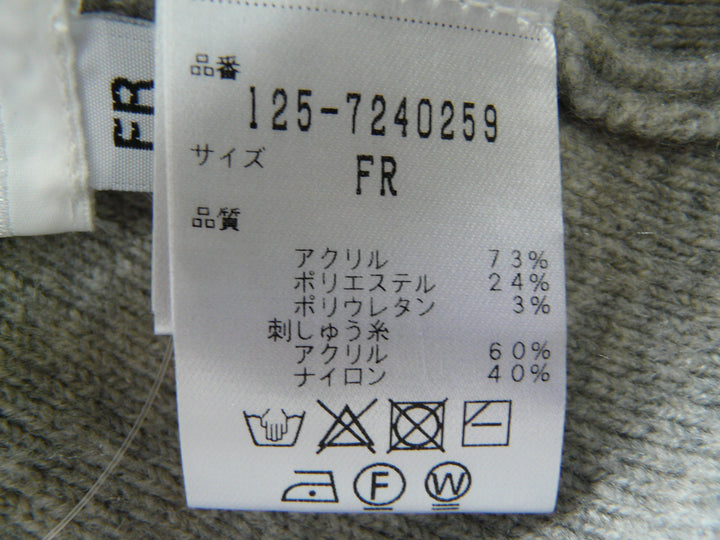 FR
品番
125-7240259
サイズ
FR
品質
アクリル 73%
ポリエステル 24%
ポリウレタン 3%
刺しゅう糸
アクリル 60%
ナイロン 40%
F W